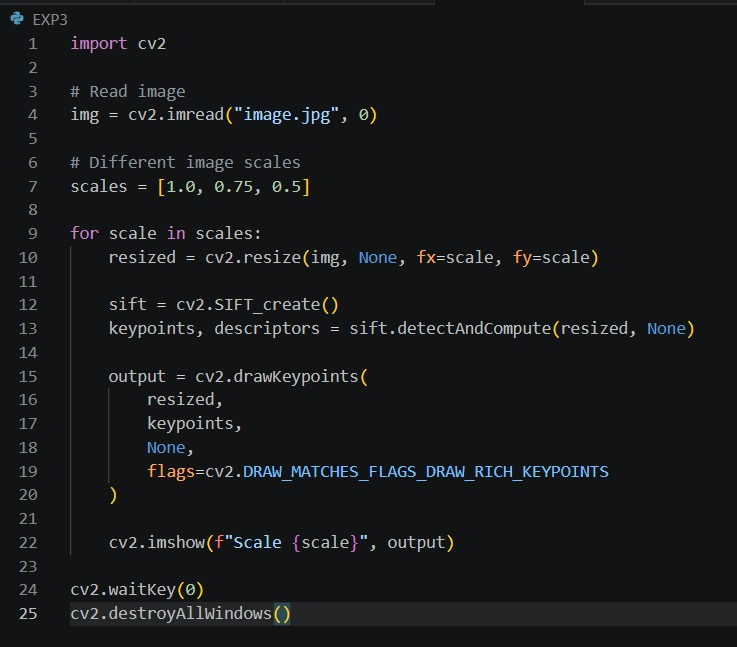 EXP3
1 import cv2
2
3 # Read image
4 img = cv2.imread("image.jpg", 0)
5
6 # Different image scales
7 scales = [1.0, 0.75, 0.5]
8
9 for scale in scales:
10     resized = cv2.resize(img, None, fx=scale, fy=scale)
11
12     sift = cv2.SIFT_create()
13     keypoints, descriptors = sift.detectAndCompute(resized, None)
14
15     output = cv2.drawKeypoints(
16         resized,
17         keypoints,
18         None,
19         flags=cv2.DRAW_MATCHES_FLAGS_DRAW_RICH_KEYPOINTS
20     )
21
22     cv2.imshow(f"Scale {scale}", output)
23
24 cv2.waitKey(0)
25 cv2.destroyAllWindows()